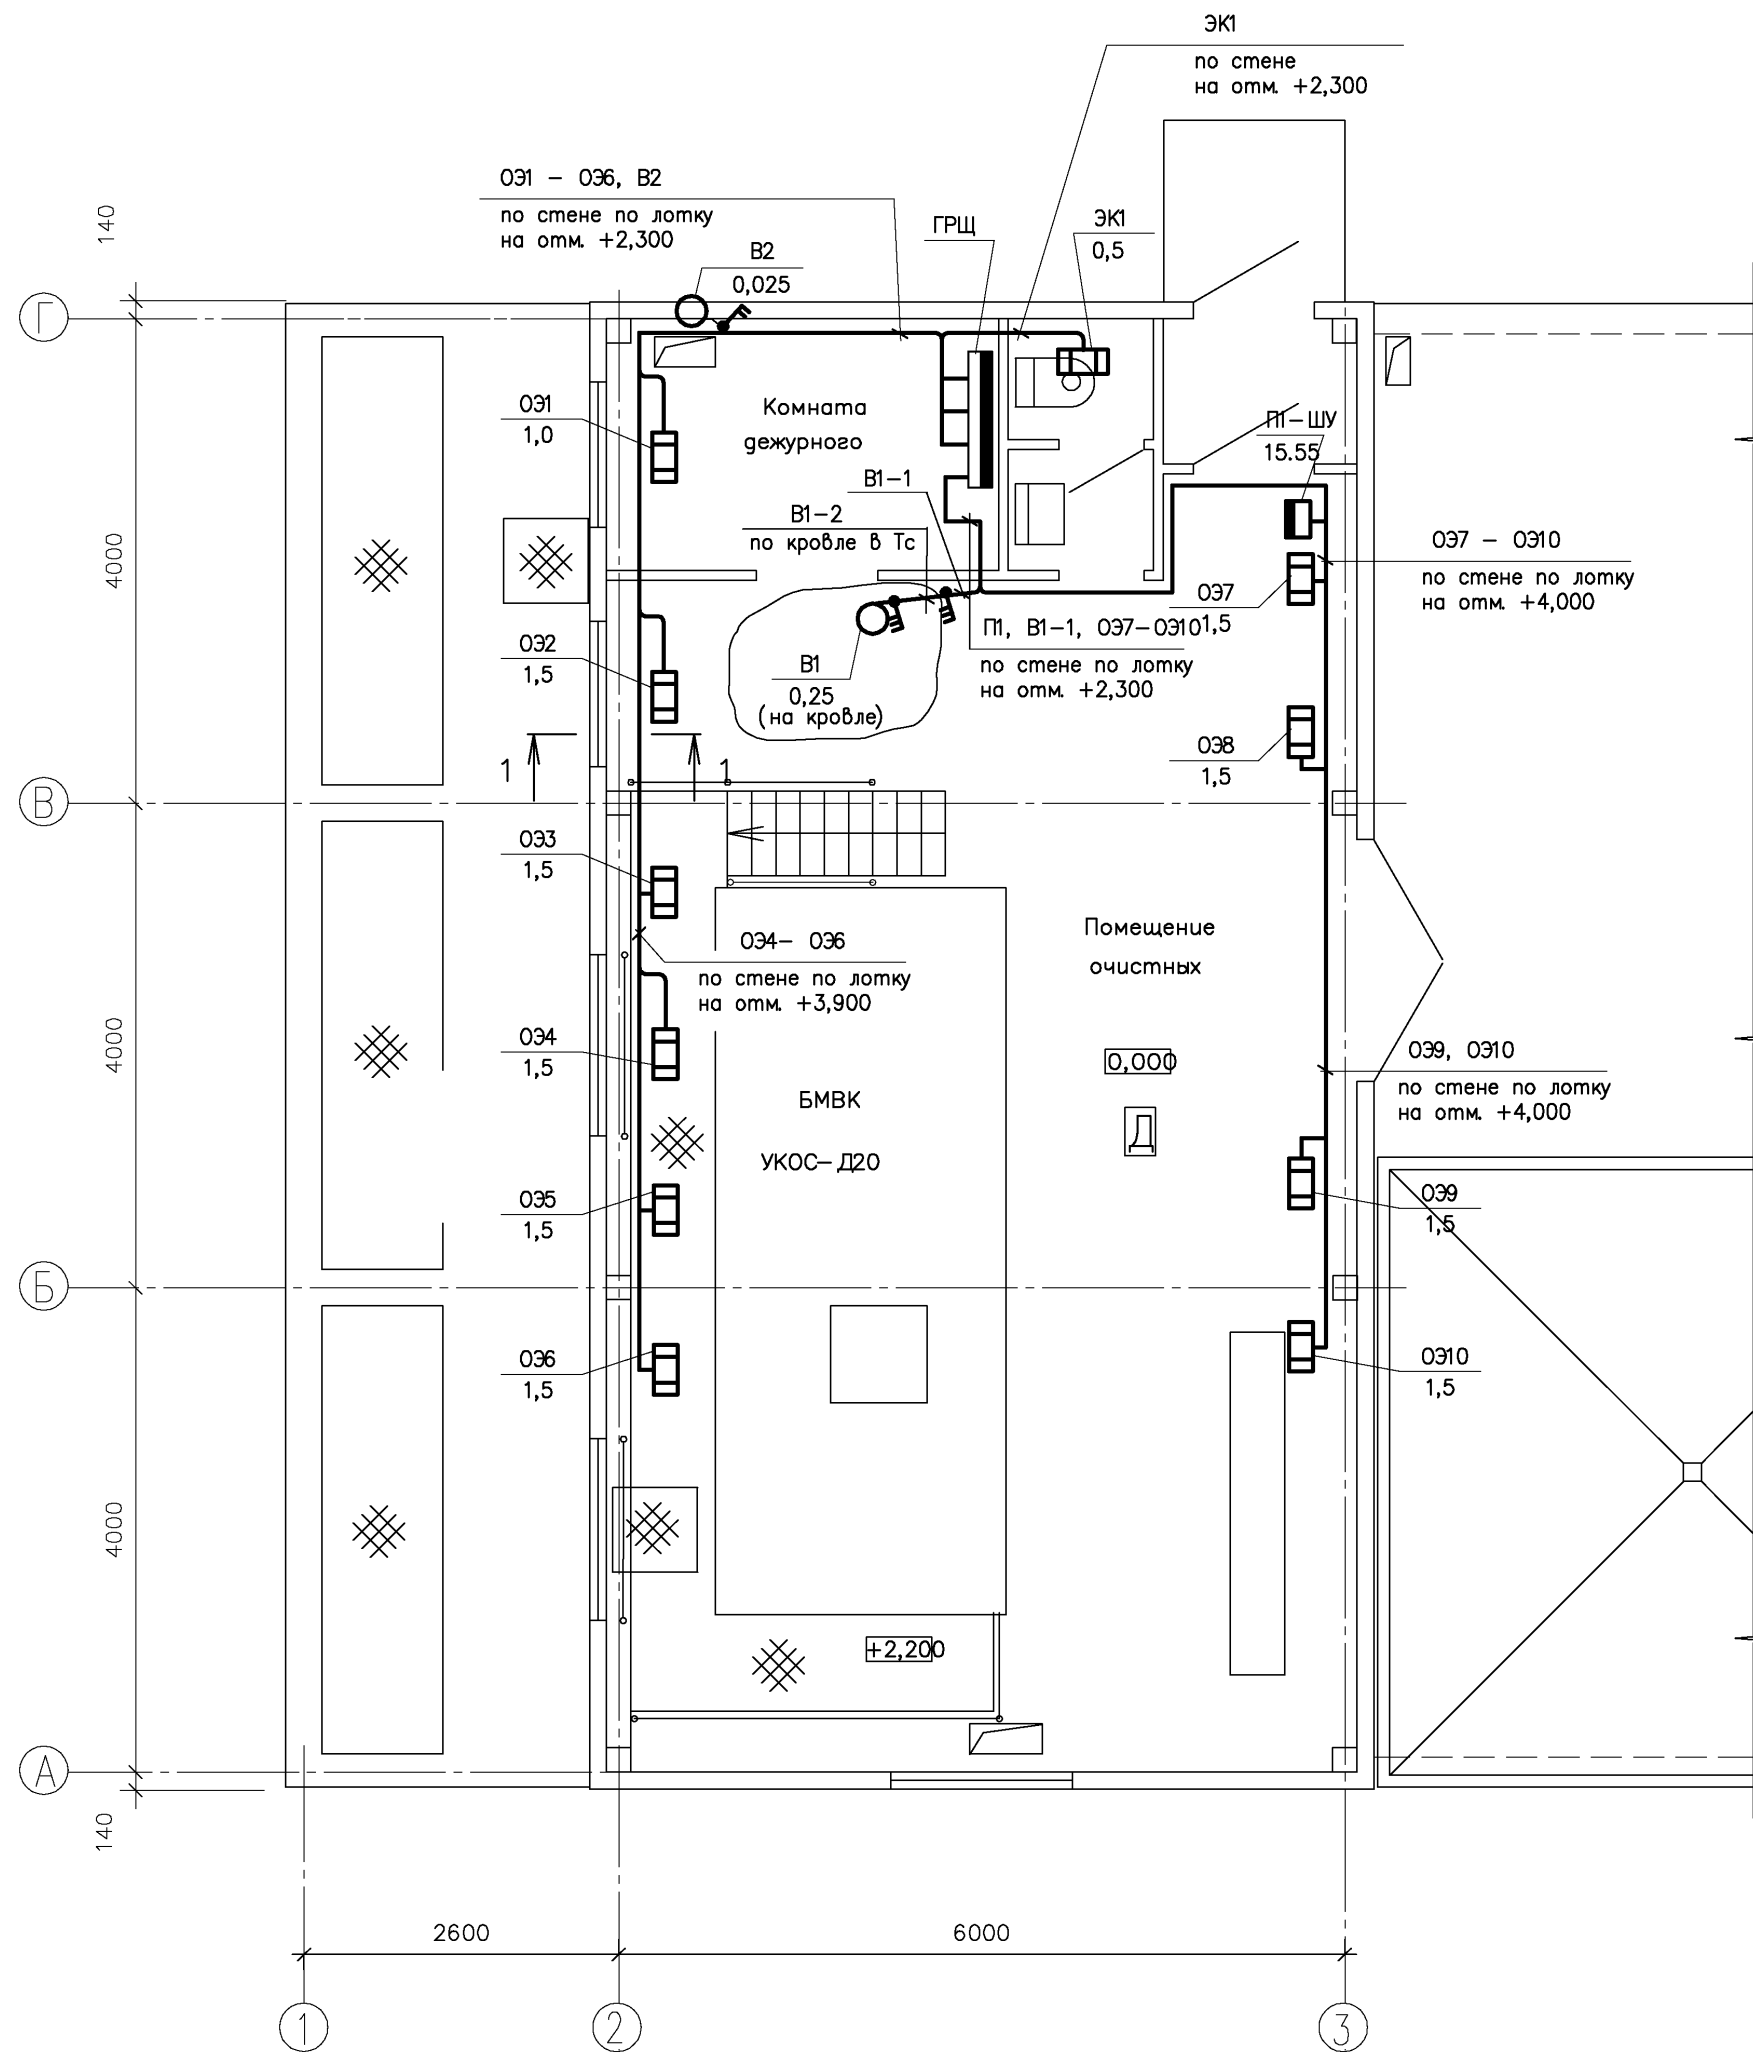 ЭК1
по стене
на отм. +2,300
ОЭ1 – ОЭ6, В2
по стене по лотку
на отм. +2,300
В2
0,025
ГРЩ
ЭК1
0,5
140
Г
ОЭ1
1,0
Комната
дежурного
П1–ШУ
15.55
В1–1
В1–2
по кровле в Тс
4000
ОЭ7 – ОЭ10
по стене по лотку
на отм. +4,000
ОЭ7
1,5
П1, В1–1, ОЭ7–ОЭ10
по стене по лотку
на отм. +2,300
ОЭ2
1,5
В1
0,25
(на кровле)
ОЭ8
1,5
1
1
В
ОЭ3
1,5
ОЭ4– ОЭ6
по стене по лотку
на отм. +3,900
Помещение
очистных
4000
ОЭ4
1,5
0,000
ОЭ9, ОЭ10
по стене по лотку
на отм. +4,000
БМВК
Д
УКОС–Д20
ОЭ5
1,5
ОЭ9
1,5
Б
ОЭ6
1,5
ОЭ10
1,5
4000
+2,200
А
140
2600
6000
1
2
3